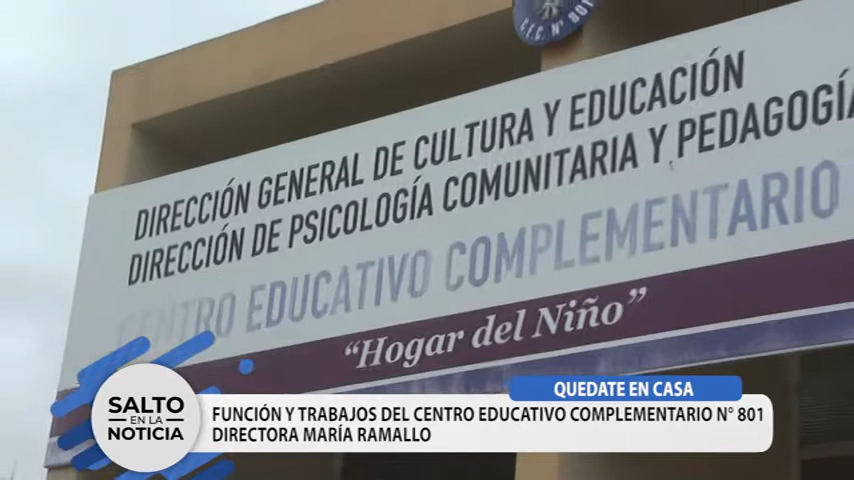 C.E.C. N° 801
DIRECCIÓN GENERAL DE CULTURA Y EDUCACIÓN
DIRECCIÓN DE PSICOLOGÍA COMUNITARIA Y PEDAGOGÍA
CENTRO EDUCATIVO COMPLEMENTARIO
“Hogar del Niño”
QUEDATE EN CASA
SALTO
EN LA
NOTICIA
FUNCIÓN Y TRABAJOS DEL CENTRO EDUCATIVO COMPLEMENTARIO N° 801
DIRECTORA MARÍA RAMALLO